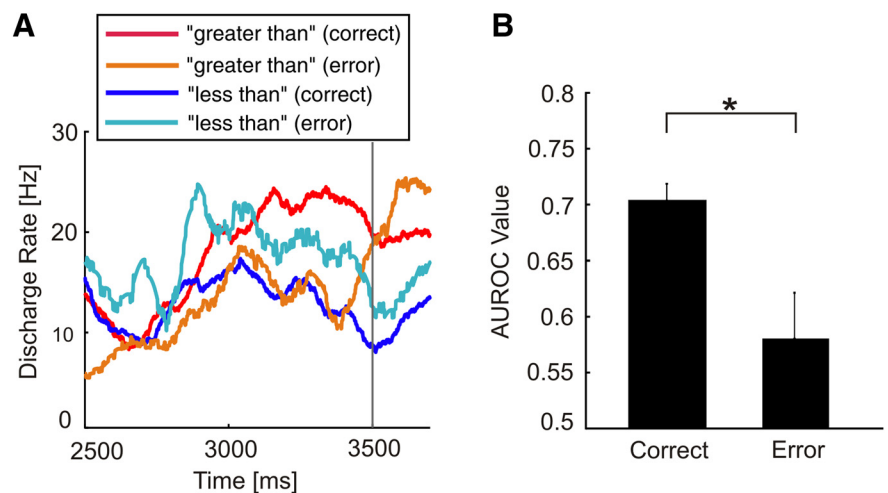 A
"greater than" (correct)
"greater than" (error)
"less than" (correct)
"less than" (error)
30
20
10
0
Discharge Rate [Hz]
2500
3000
3500
Time [ms]
B
*
0.8
0.75
0.7
0.65
0.6
0.55
0.5
AUROC Value
Correct
Error